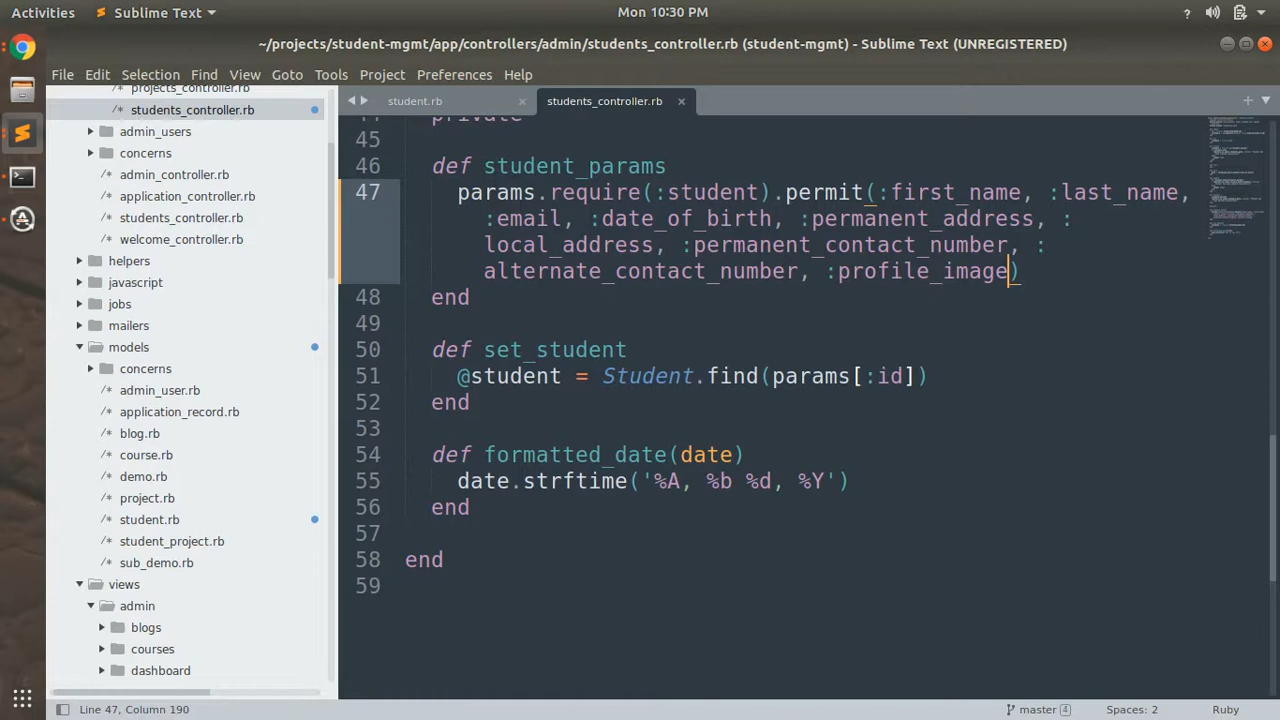 Activities Sublime Text Mon 10:30 PM ?
~/projects/student-mgmt/app/controllers/admin/students_controller.rb (student-mgmt) - Sublime Text (UNREGISTERED)
File Edit Selection Find View Goto Tools Project Preferences Help
projects_controller.rb
/* students_controller.rb
admin_users
concerns
/* admin_controller.rb
/* application_controller.rb
/* students_controller.rb
/* welcome_controller.rb
helpers
javascript
jobs
mailers
models
concerns
/* admin_user.rb
/* application_record.rb
/* blog.rb
/* course.rb
/* demo.rb
/* project.rb
/* student.rb
/* student_project.rb
/* sub_demo.rb
views
admin
blogs
courses
dashboard
student.rb × students_controller.rb ×
44 private
45
46 def student_params
47 params.require(:student).permit(:first_name, :last_name,
:email, :date_of_birth, :permanent_address, :
local_address, :permanent_contact_number, :
alternate_contact_number, :profile_image)
48 end
49
50 def set_student
51 @student = Student.find(params[:id])
52 end
53
54 def formatted_date(date)
55 date.strftime('%A, %b %d, %Y')
56 end
57
58 end
59
Line 47, Column 190 master 4 Spaces: 2 Ruby